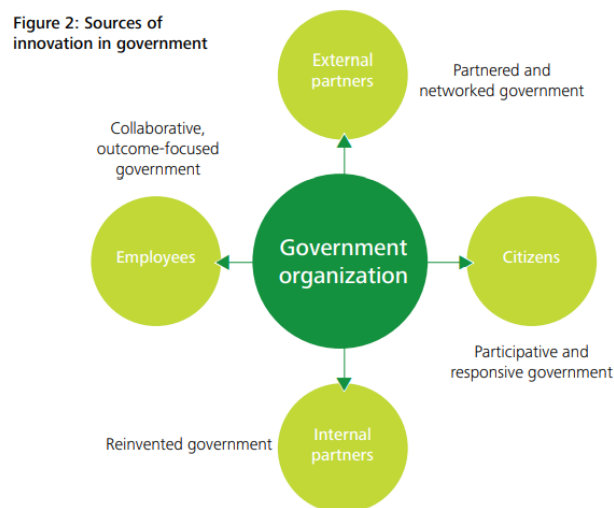 Figure 2: Sources of
innovation in government
External
partners
Partnered and
networked government
Collaborative,
outcome-focused
government
Employees
Government
organization
Citizens
Participative and
responsive government
Reinvented government
Internal
partners